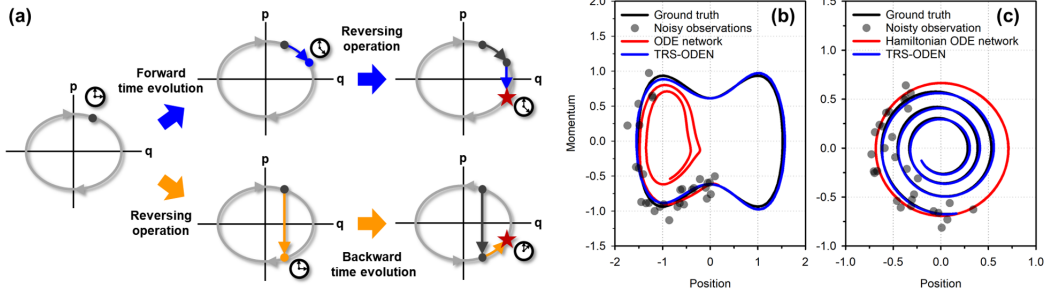 (a)
p
q
Forward
time evolution
Reversing
operation
p
q
Reversing
operation
p
q
p
q
Backward
time evolution
p
q
(b)
Ground truth
Noisy observations
ODE network
TRS-ODEN
Momentum
1.5
1.0
0.5
0.0
-0.5
-1.0
-1.5
-2
-1
0
1
2
Position
(c)
Ground truth
Noisy observation
Hamiltonian ODE network
TRS-ODEN
1.0
0.5
0.0
-0.5
-1.0
-1.0
-0.5
0.0
0.5
1.0
Position